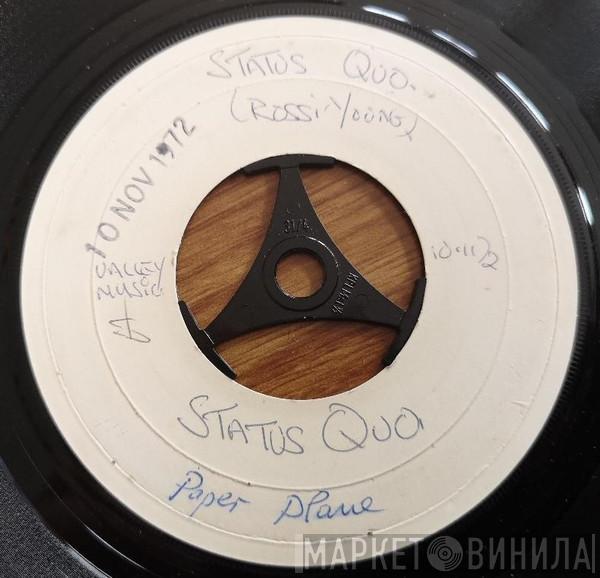 STATUS QUO.
(ROSSI-YOUNG)
10 NOV 1972
VALLEY
MUSIC
10.11.72
STATUS QUO
Paper Plane
МАРКЕТ ВИНИЛА